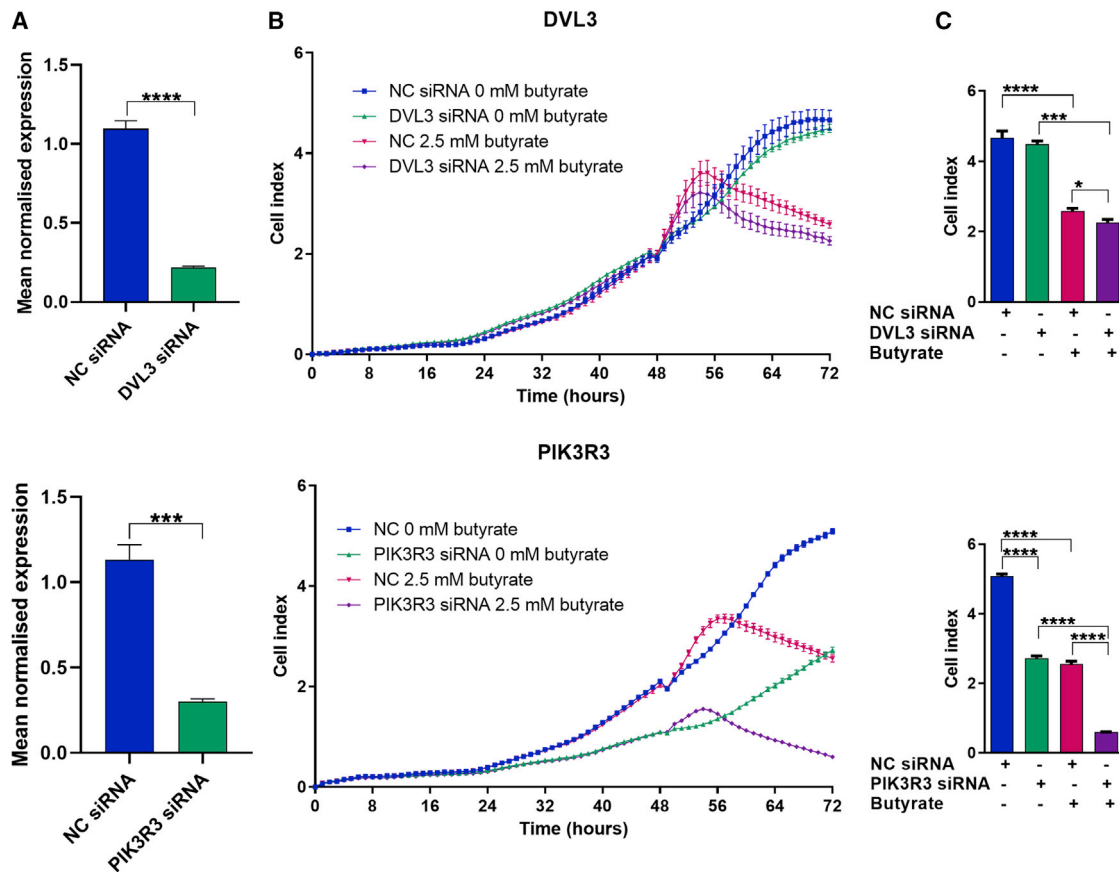 A
B
DVL3
C
Mean normalised expression
1.5
1.0
0.5
0.0
****
NC siRNA
DVL3 siRNA
Cell index
6
4
2
0
NC siRNA 0 mM butyrate
DVL3 siRNA 0 mM butyrate
NC 2.5 mM butyrate
DVL3 siRNA 2.5 mM butyrate
0 8 16 24 32 40 48 56 64 72
Time (hours)
Cell index
6
4
2
0
****
***
*
NC siRNA + - + -
DVL3 siRNA - + - +
Butyrate - - + +
PIK3R3
Mean normalised expression
1.5
1.0
0.5
0.0
***
NC siRNA
PIK3R3 siRNA
Cell index
6
4
2
0
NC 0 mM butyrate
PIK3R3 siRNA 0 mM butyrate
NC 2.5 mM butyrate
PIK3R3 siRNA 2.5 mM butyrate
0 8 16 24 32 40 48 56 64 72
Time (hours)
Cell index
6
4
2
0
****
****
****
****
NC siRNA + - + -
PIK3R3 siRNA - + - +
Butyrate - - + +